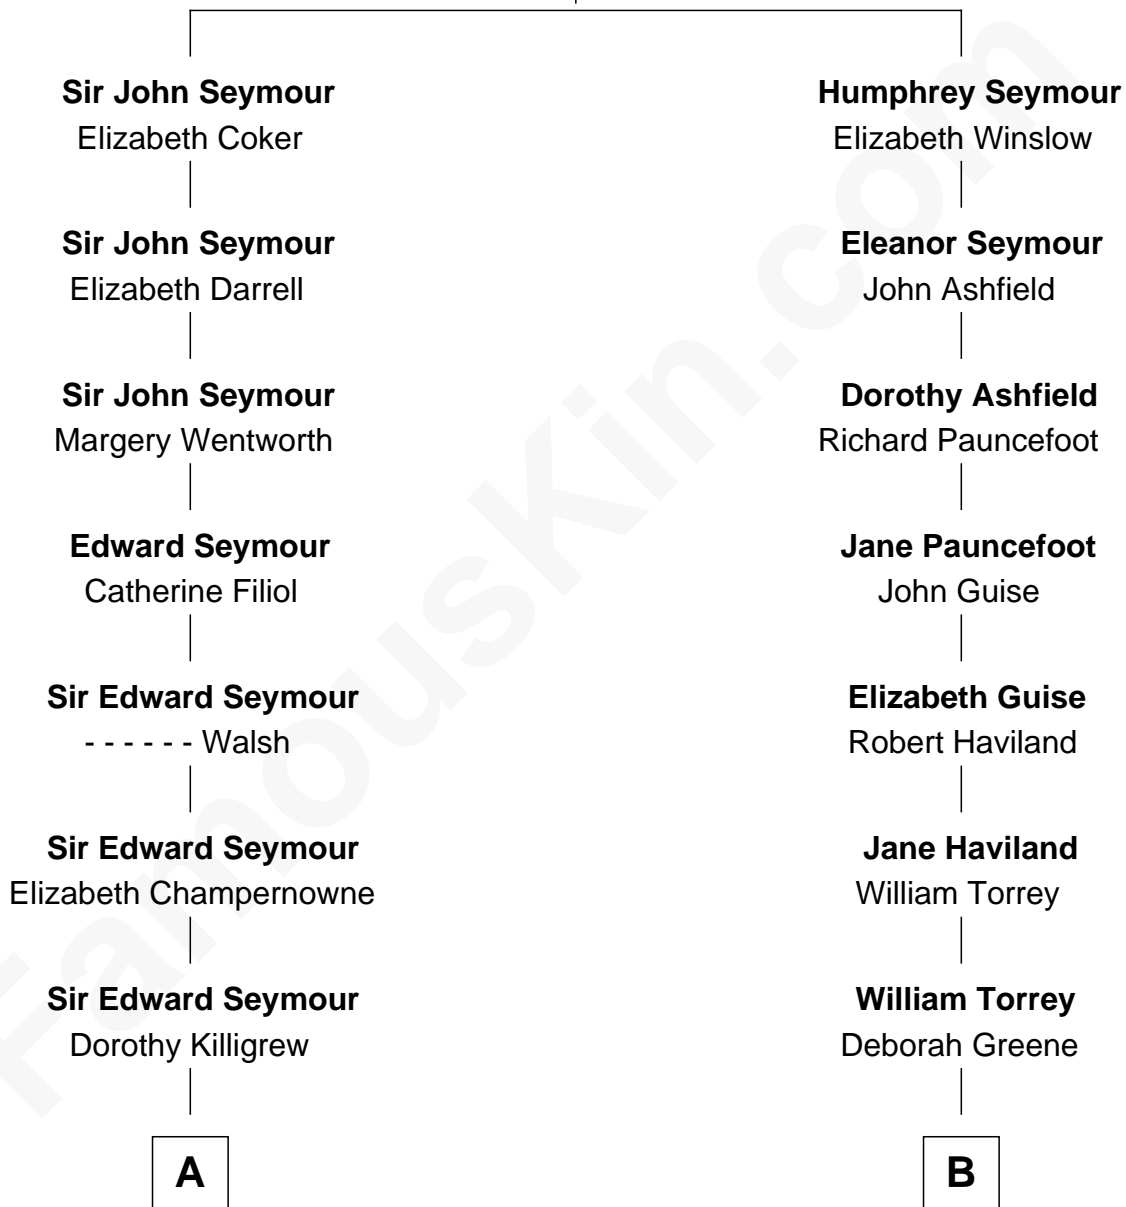 Sir John Seymour
Elizabeth Coker
Sir John Seymour
Elizabeth Darrell
Sir John Seymour
Margery Wentworth
Edward Seymour
Catherine Filiol
Sir Edward Seymour
- - - - - - Walsh
Sir Edward Seymour
Elizabeth Champernowne
Sir Edward Seymour
Dorothy Killigrew
A
Humphrey Seymour
Elizabeth Winslow
Eleanor Seymour
John Ashfield
Dorothy Ashfield
Richard Pauncefoot
Jane Pauncefoot
John Guise
Elizabeth Guise
Robert Haviland
Jane Haviland
William Torrey
William Torrey
Deborah Greene
B
FamousKin.com